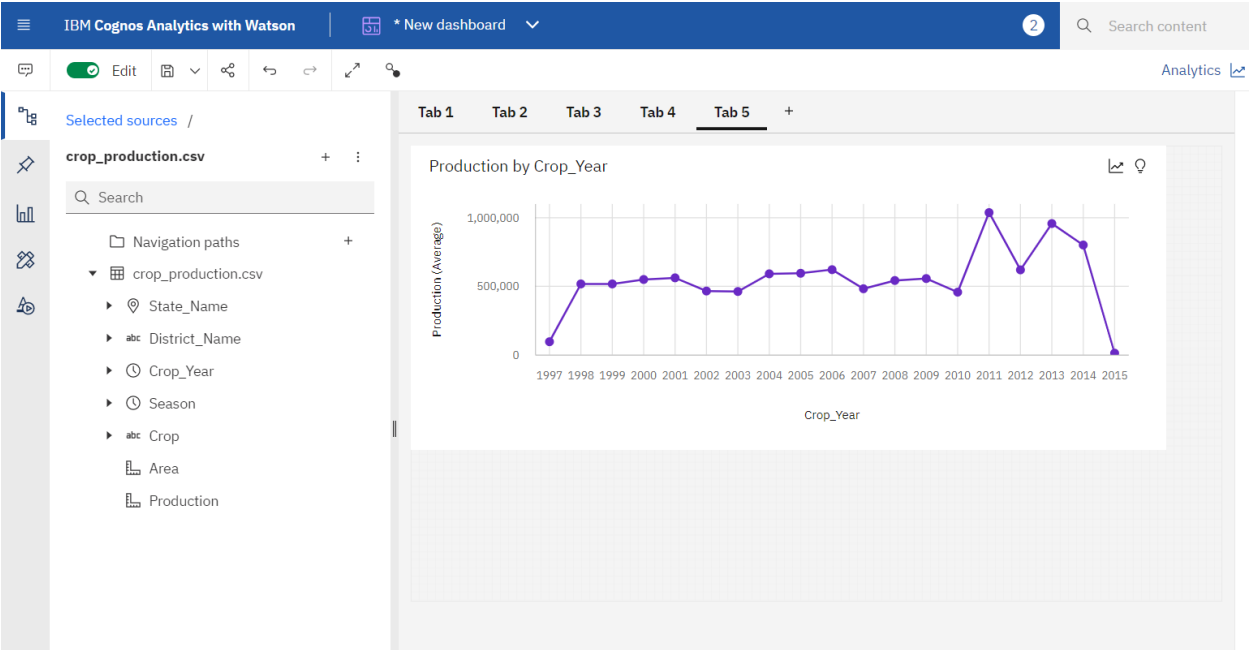 IBM Cognos Analytics with Watson
* New dashboard
2
Search content
Edit
Analytics
Selected sources /
Tab 1 Tab 2 Tab 3 Tab 4 Tab 5 +
crop_production.csv
Search
Navigation paths
crop_production.csv
State_Name
abc District_Name
Crop_Year
Season
abc Crop
Area
Production
Production by Crop_Year
Production (Average)
1,000,000
500,000
0
1997 1998 1999 2000 2001 2002 2003 2004 2005 2006 2007 2008 2009 2010 2011 2012 2013 2014 2015
Crop_Year